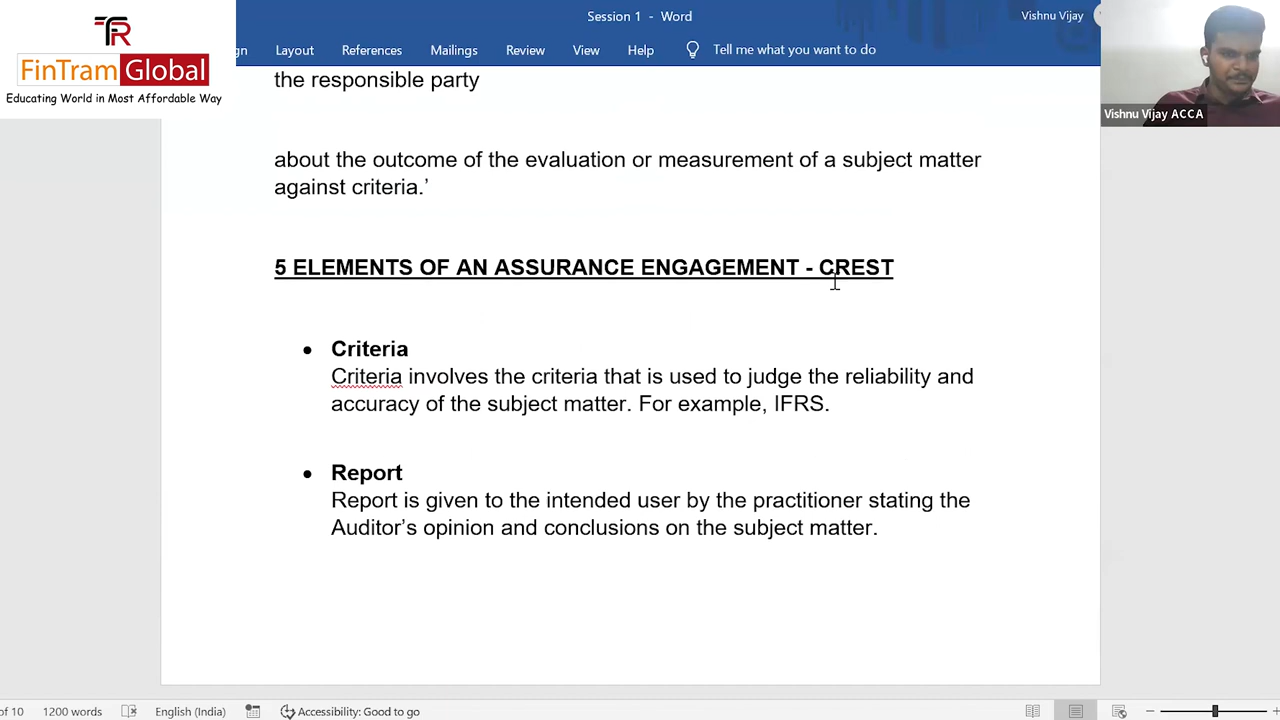 TR
FinTram Global
Educating World in Most Affordable Way
Session 1 - Word
Vishnu Vijay
gn Layout References Mailings Review View Help Tell me what you want to do
Vishnu Vijay ACCA
the responsible party
about the outcome of the evaluation or measurement of a subject matter
against criteria.’
5 ELEMENTS OF AN ASSURANCE ENGAGEMENT - CREST
• Criteria
Criteria involves the criteria that is used to judge the reliability and
accuracy of the subject matter. For example, IFRS.
• Report
Report is given to the intended user by the practitioner stating the
Auditor’s opinion and conclusions on the subject matter.
of 10 1200 words English (India) Accessibility: Good to go